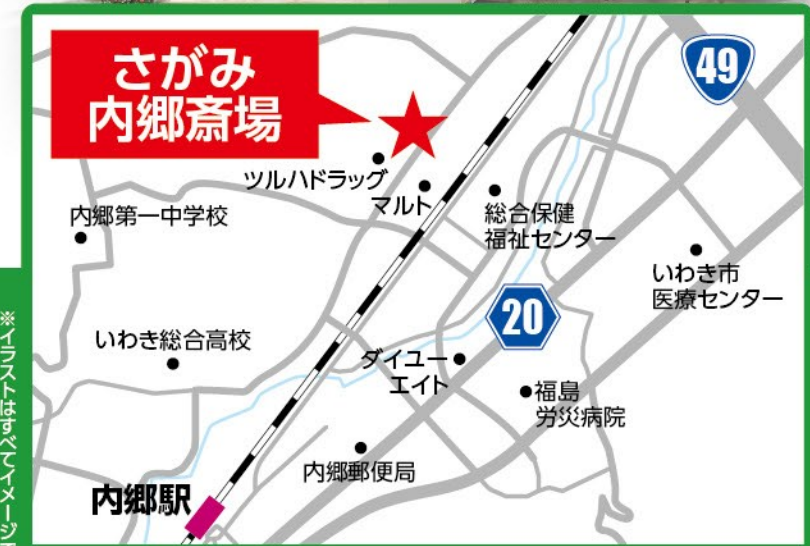 さがみ
内郷斎場
49
ツルハドラッグ
マルト
内郷第一中学校
総合保健
福祉センター
いわき市
医療センター
20
いわき総合高校
ダイユー
エイト
福島
労災病院
内郷郵便局
内郷駅
※イラストはすべてイメージ